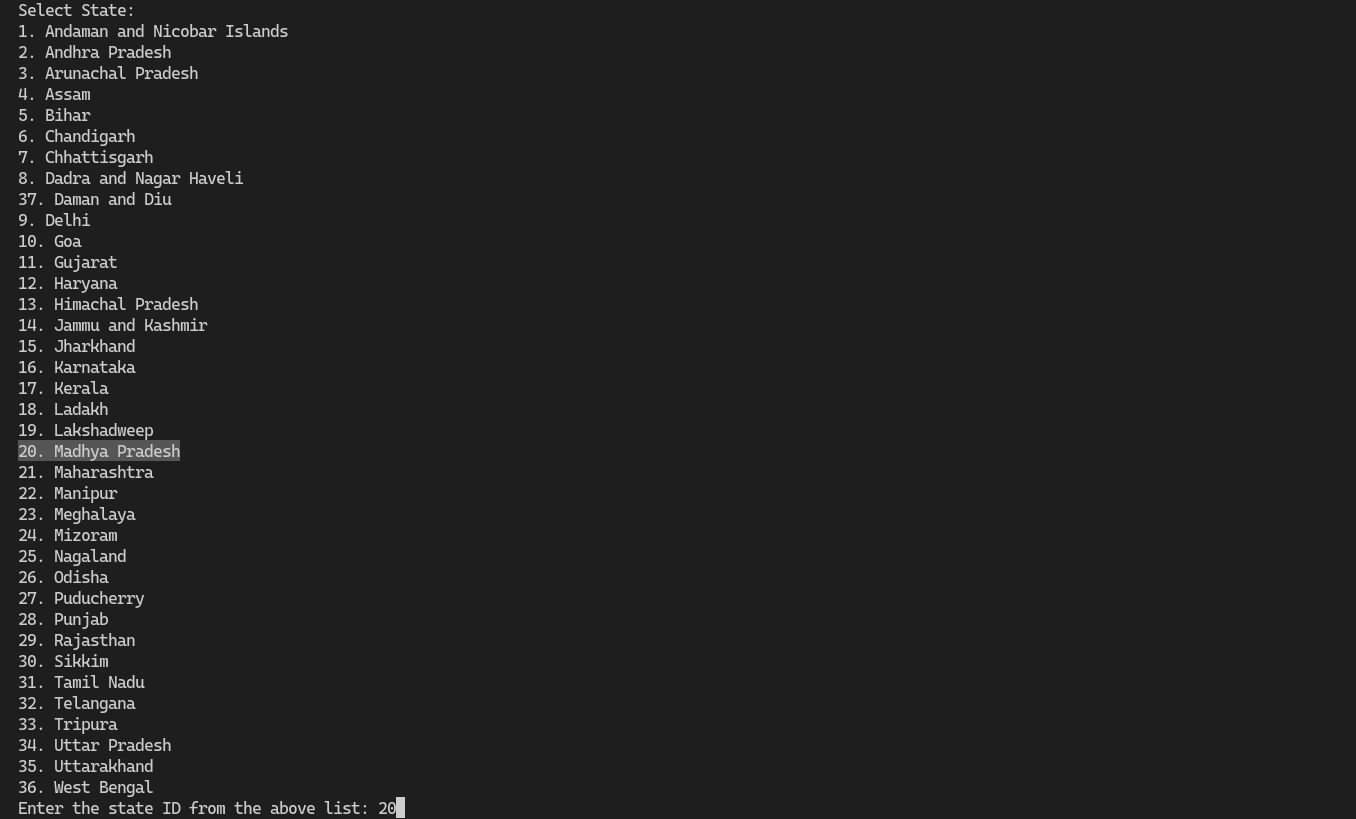 Select State:
1. Andaman and Nicobar Islands
2. Andhra Pradesh
3. Arunachal Pradesh
4. Assam
5. Bihar
6. Chandigarh
7. Chhattisgarh
8. Dadra and Nagar Haveli
37. Daman and Diu
9. Delhi
10. Goa
11. Gujarat
12. Haryana
13. Himachal Pradesh
14. Jammu and Kashmir
15. Jharkhand
16. Karnataka
17. Kerala
18. Ladakh
19. Lakshadweep
20. Madhya Pradesh
21. Maharashtra
22. Manipur
23. Meghalaya
24. Mizoram
25. Nagaland
26. Odisha
27. Puducherry
28. Punjab
29. Rajasthan
30. Sikkim
31. Tamil Nadu
32. Telangana
33. Tripura
34. Uttar Pradesh
35. Uttarakhand
36. West Bengal
Enter the state ID from the above list: 20